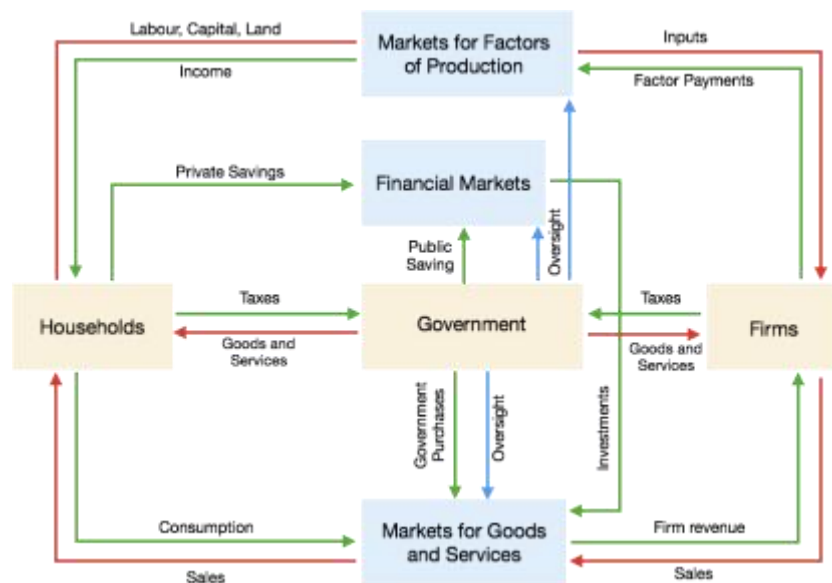 Labour, Capital, Land
Markets for Factors
of Production
Inputs
Income
Factor Payments
Private Savings
Financial Markets
Public
Saving
Oversight
Taxes
Taxes
Households
Government
Firms
Goods and
Services
Goods and
Services
Government
Purchases
Oversight
Investments
Consumption
Markets for Goods
and Services
Firm revenue
Sales
Sales